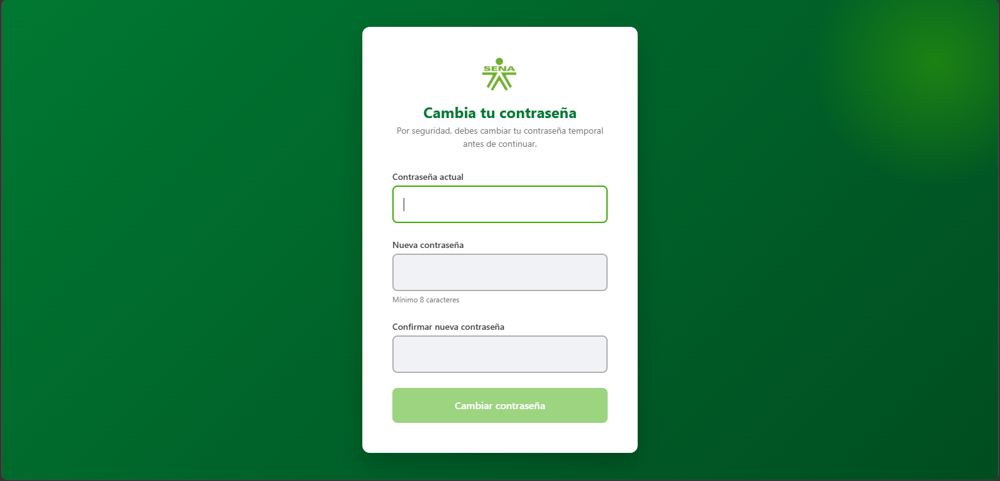 SENA
Cambia tu contraseña
Por seguridad, debes cambiar tu contraseña temporal
antes de continuar.
Contraseña actual
Nueva contraseña
Mínimo 8 caracteres
Confirmar nueva contraseña
Cambiar contraseña